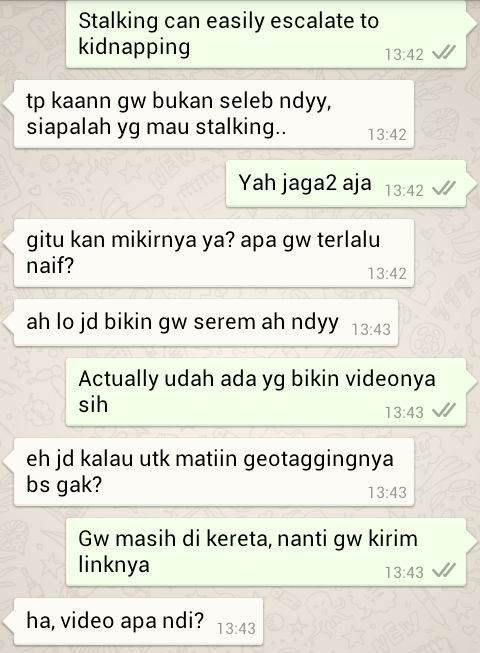 Stalking can easily escalate to
kidnapping
13:42
tp kaann gw bukan seleb ndyy,
siapalah yg mau stalking..
13:42
Yah jaga2 aja 13:42
gitu kan mikirnya ya? apa gw terlalu
naif?
13:42
ah lo jd bikin gw serem ah ndyy 13:43
Actually udah ada yg bikin videonya
sih
13:43
eh jd kalau utk matiin geotaggingnya
bs gak?
13:43
Gw masih di kereta, nanti gw kirim
linknya
13:43
ha, video apa ndi? 13:43